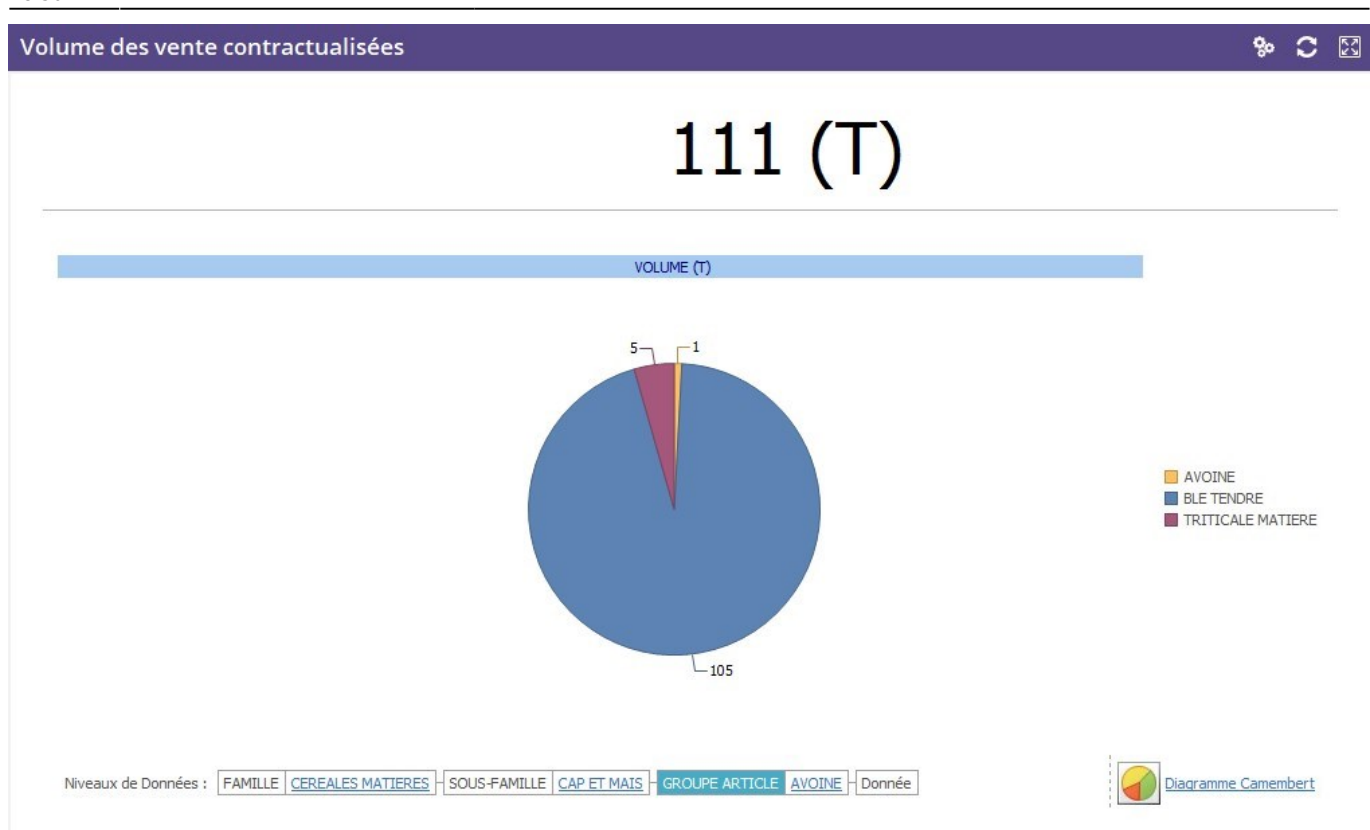 Volume des vente contractualisées
111 (T)
VOLUME (T)
5
1
105
AVOINE
BLE TENDRE
TRITICALE MATIERE
Niveaux de Données : FAMILLE CEREALES MATIERES SOUS-FAMILLE CAP ET MAIS GROUPE ARTICLE AVOINE Donnée
Diagramme Camembert